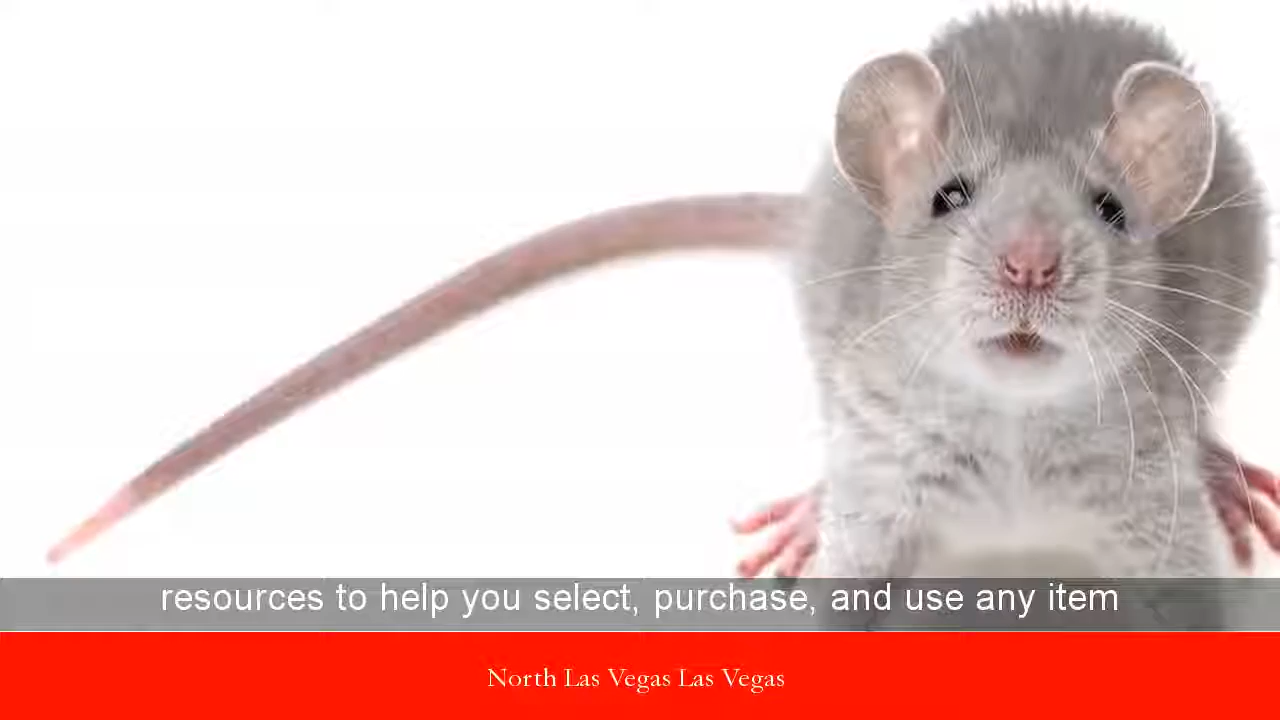 resources to help you select, purchase, and use any item
North Las Vegas Las Vegas